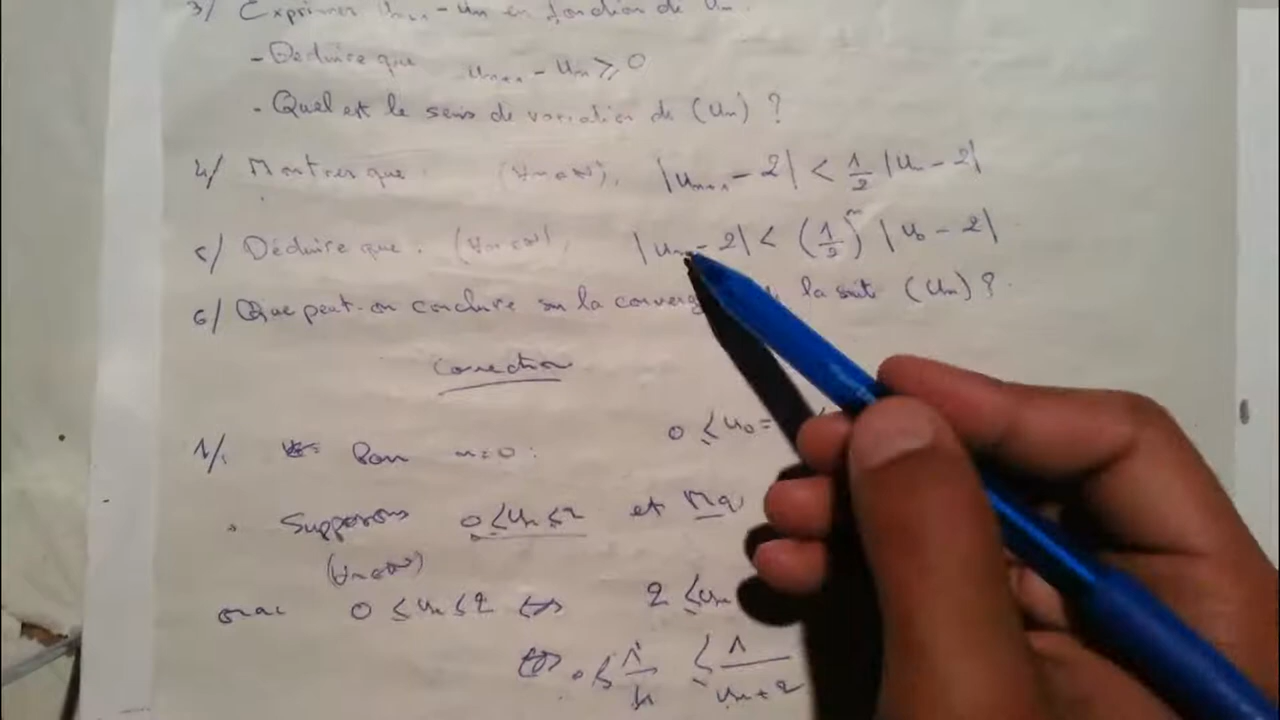 3/ Exprimer Un+1 - Un en fonction de Un.
- Déduire que Un+1 - Un ≥ 0
- Quel est le sens de variation de (Un) ?
4/ Montrer que (∀n∈ℕ), |Un+1 - 2| < 1/2 |Un - 2|
5/ Déduire que. (∀n∈ℕ), |Un - 2| < (1/2)^n |U0 - 2|
6/ Que peut-on conclure sur la converg la suite (Un) ?
Correction
1/. Pour n=0 : 0 ≤ U0 =
. Supposons 0 ≤ Un ≤ 2 et Mq
(∀n∈ℕ)
on a 0 ≤ Un ≤ 2 ⇔ 2 ≤ Un
⇔ 0 ≤ 1/4 ≤ 1/(Un + 2)